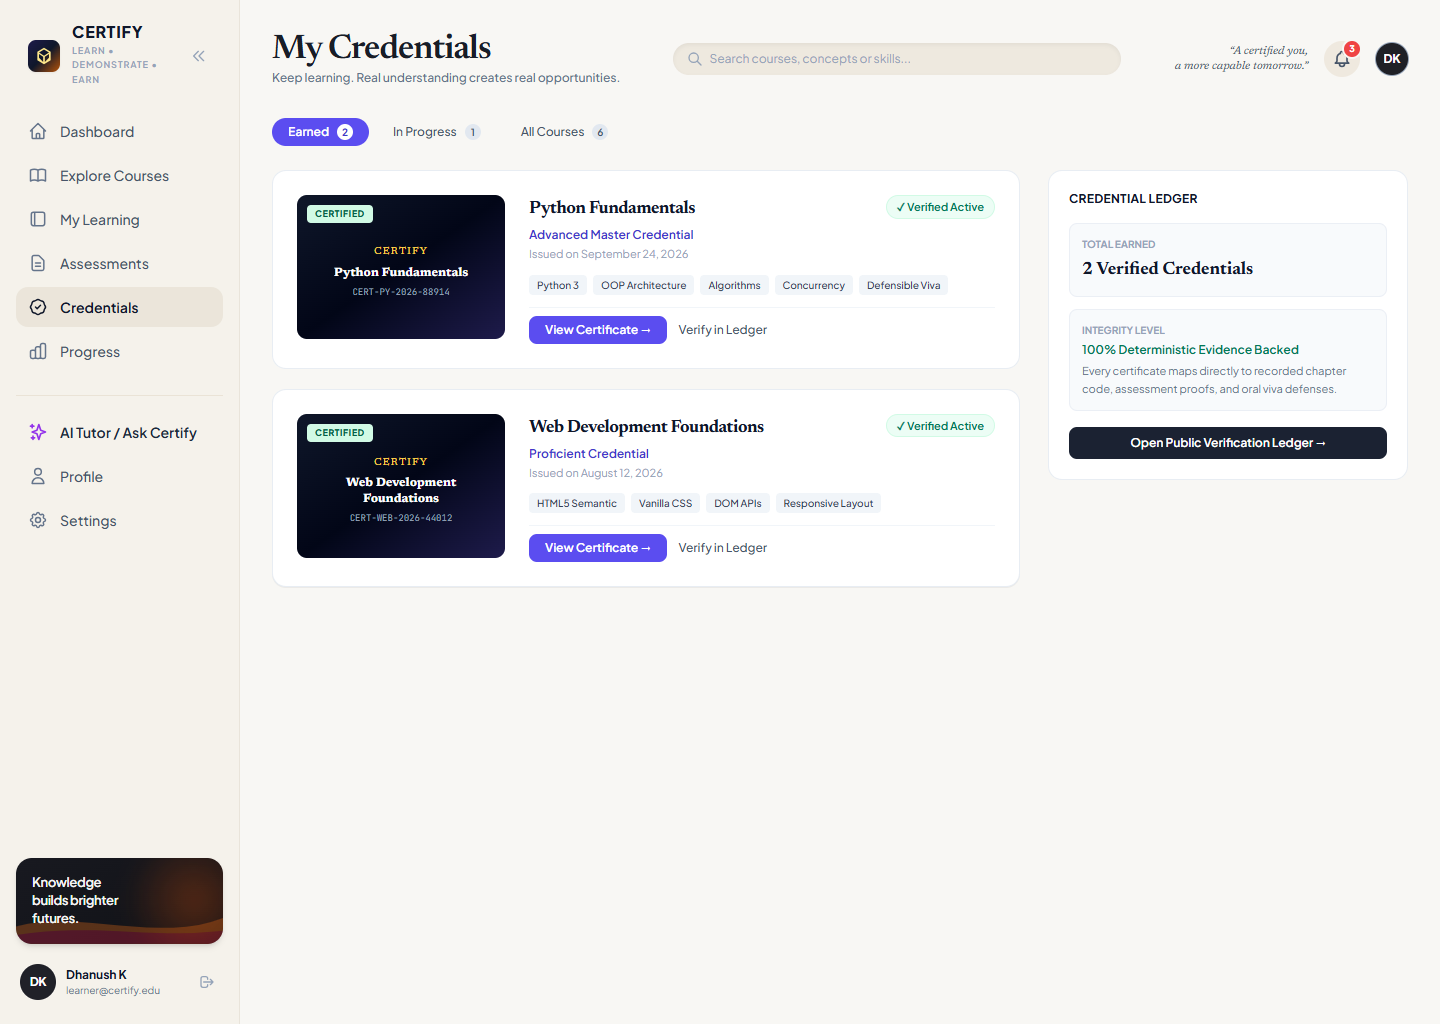 CERTIFY
LEARN •
DEMONSTRATE •
EARN
Dashboard
Explore Courses
My Learning
Assessments
Credentials
Progress
AI Tutor / Ask Certify
Profile
Settings
Knowledge
builds brighter
futures.
DK
Dhanush K
learner@certify.edu
My Credentials
Keep learning. Real understanding creates real opportunities.
Search courses, concepts or skills...
“A certified you,
a more capable tomorrow.”
3
DK
Earned 2
In Progress 1
All Courses 6
CERTIFIED
CERTIFY
Python Fundamentals
CERT-PY-2026-88914
Python Fundamentals
✓ Verified Active
Advanced Master Credential
Issued on September 24, 2026
Python 3
OOP Architecture
Algorithms
Concurrency
Defensible Viva
View Certificate →
Verify in Ledger
CERTIFIED
CERTIFY
Web Development
Foundations
CERT-WEB-2026-44012
Web Development Foundations
✓ Verified Active
Proficient Credential
Issued on August 12, 2026
HTML5 Semantic
Vanilla CSS
DOM APIs
Responsive Layout
View Certificate →
Verify in Ledger
CREDENTIAL LEDGER
TOTAL EARNED
2 Verified Credentials
INTEGRITY LEVEL
100% Deterministic Evidence Backed
Every certificate maps directly to recorded chapter
code, assessment proofs, and oral viva defenses.
Open Public Verification Ledger →